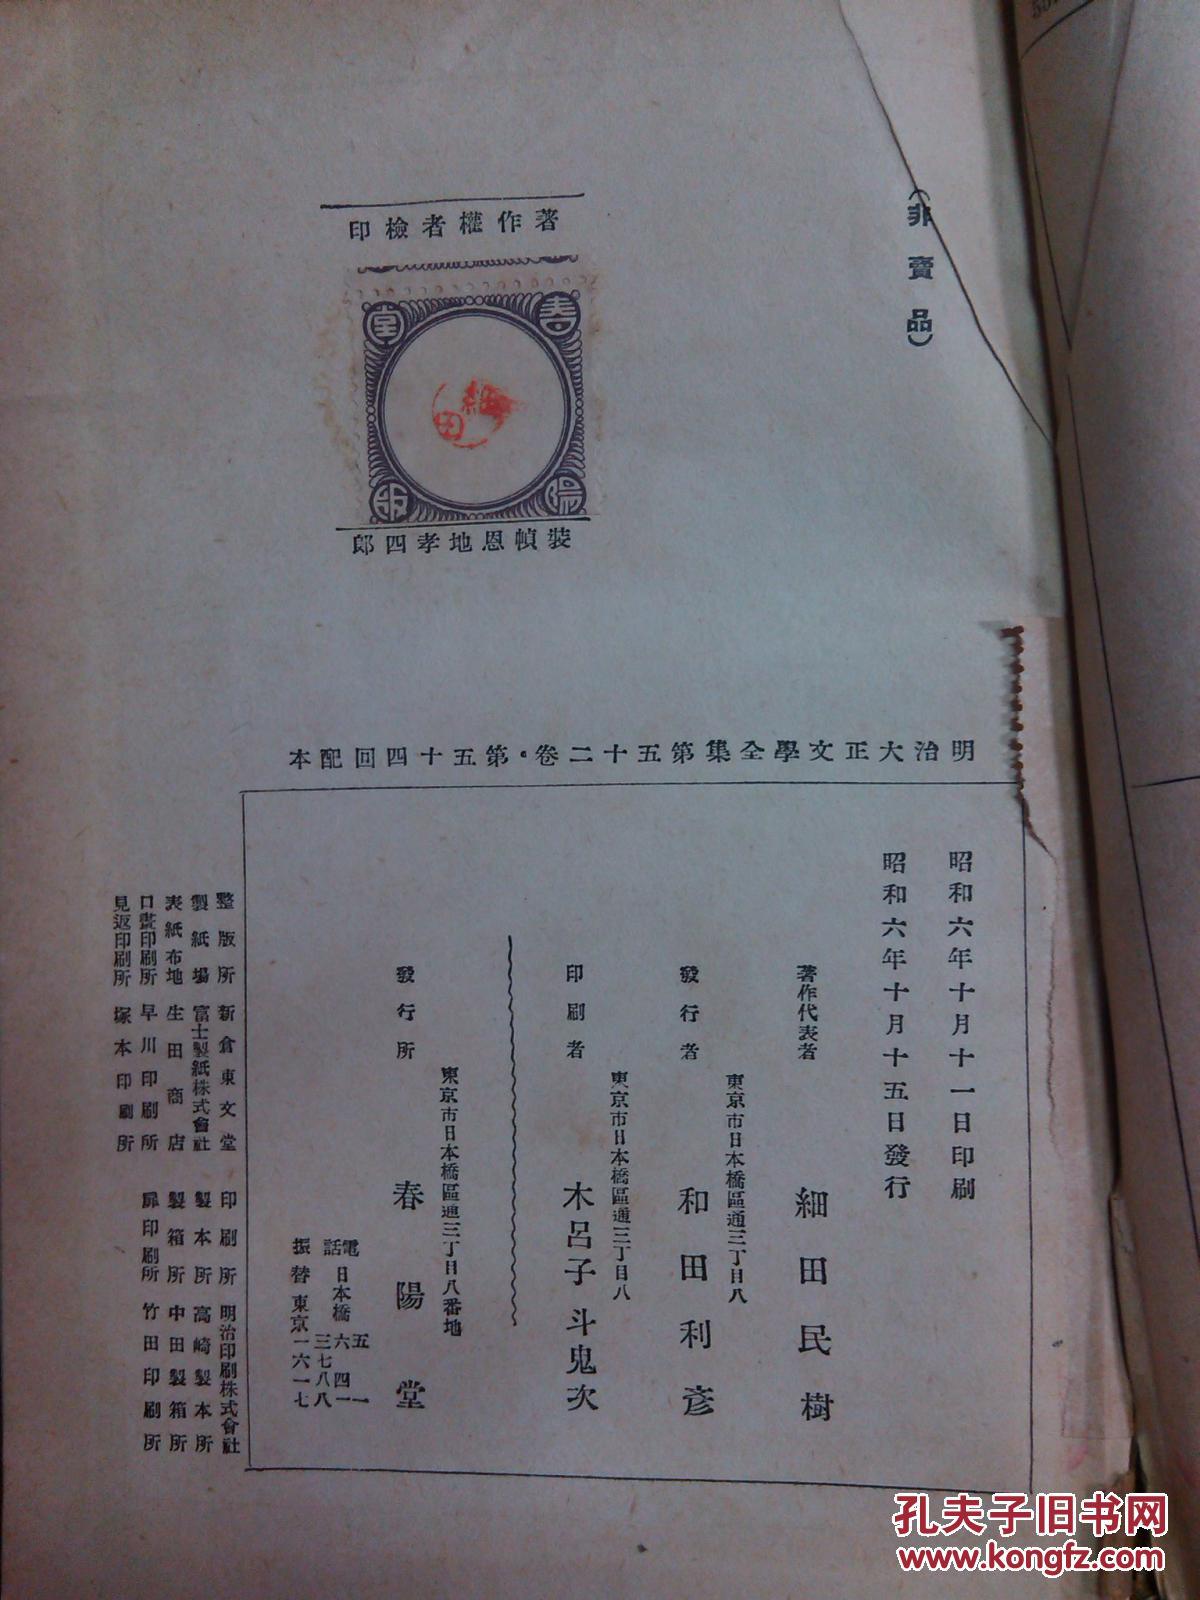 (非賣品)
著作權者檢印
春陽堂版
細田
裝幀恩地孝四郎
明治大正文學全集第五十二卷・第五十四回配本
昭和六年十月十一日印刷
昭和六年十月十五日發行
著作代表者 細田民樹
東京市日本橋區通三丁目八
發行者 和田利彥
東京市日本橋區通三丁目八
印刷者 木呂子斗鬼次
東京市日本橋區通三丁目八番地
發行所 春陽堂
電話日本橋
振替東京一六一七
整版所 新倉東文堂 印刷所 明治印刷株式會社
製紙場 富士製紙株式會社 製本所 高崎製本所
表紙布地 生田商店 製箱所 中田製箱所
口畫印刷所 早川印刷所 扉印刷所 竹田印刷所
見返印刷所 塚本印刷所
孔夫子旧书网
www.kongfz.com